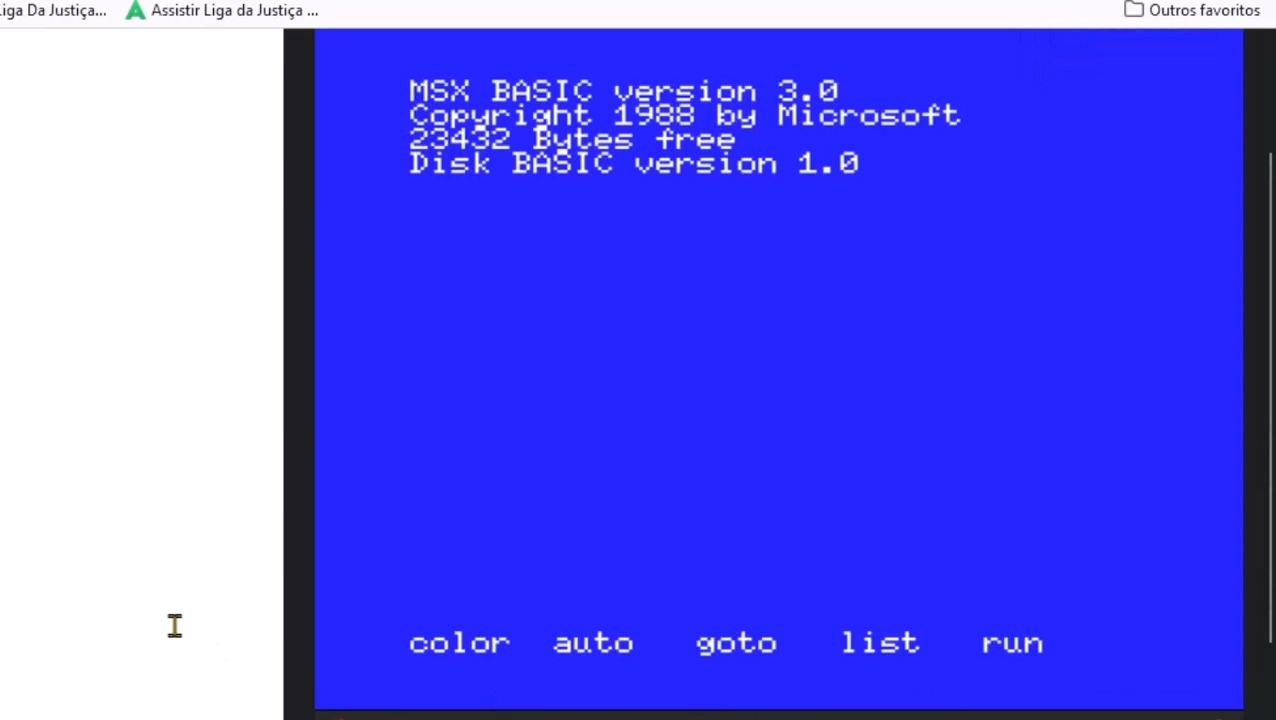 Liga Da Justiça... Assistir Liga da Justiça ... Outros favoritos
MSX BASIC version 3.0
Copyright 1988 by Microsoft
23432 Bytes free
Disk BASIC version 1.0
color auto goto list run